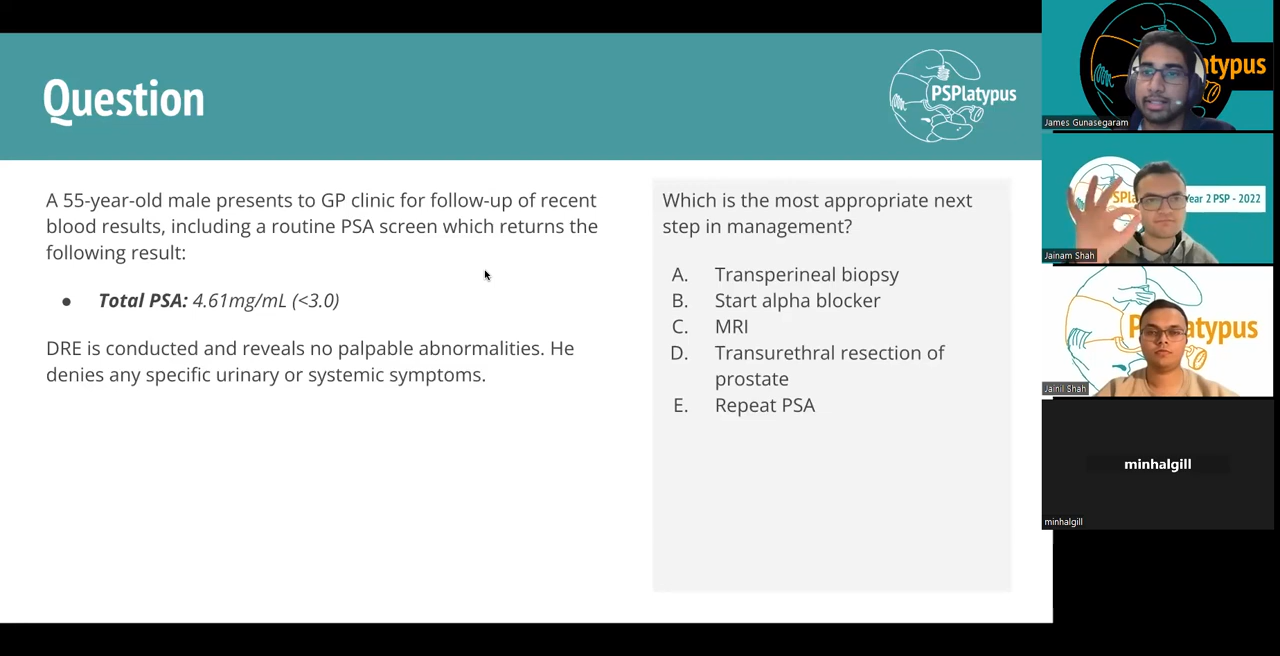 Question
PSPlatypus
A 55-year-old male presents to GP clinic for follow-up of recent
blood results, including a routine PSA screen which returns the
following result:
● Total PSA: 4.61mg/mL (<3.0)
DRE is conducted and reveals no palpable abnormalities. He
denies any specific urinary or systemic symptoms.
Which is the most appropriate next
step in management?
A. Transperineal biopsy
B. Start alpha blocker
C. MRI
D. Transurethral resection of
prostate
E. Repeat PSA
typus
James Gunasegaram
Year 2 PSP - 2022
Jainam Shah
atypus
Jainil Shah
minhalgill
minhalgill